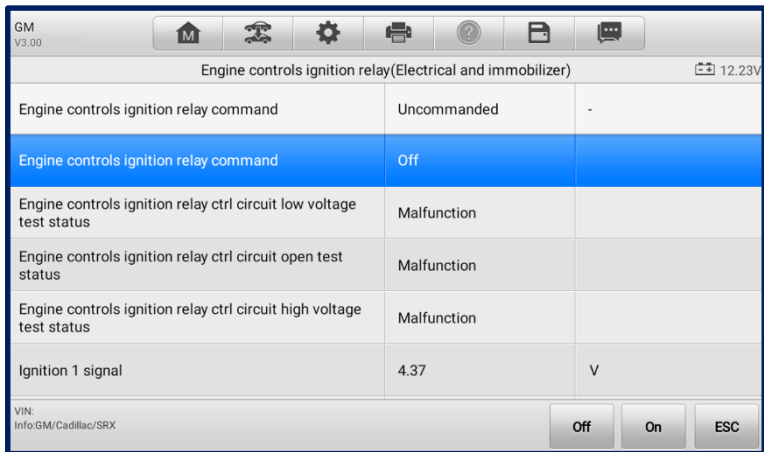 GM
V3.00
M
?
Engine controls ignition relay(Electrical and immobilizer)
12.23V
Engine controls ignition relay command
Uncommanded
-
Engine controls ignition relay command
Off
Engine controls ignition relay ctrl circuit low voltage
test status
Malfunction
Engine controls ignition relay ctrl circuit open test
status
Malfunction
Engine controls ignition relay ctrl circuit high voltage
test status
Malfunction
Ignition 1 signal
4.37
V
VIN:
Info:GM/Cadillac/SRX
Off
On
ESC